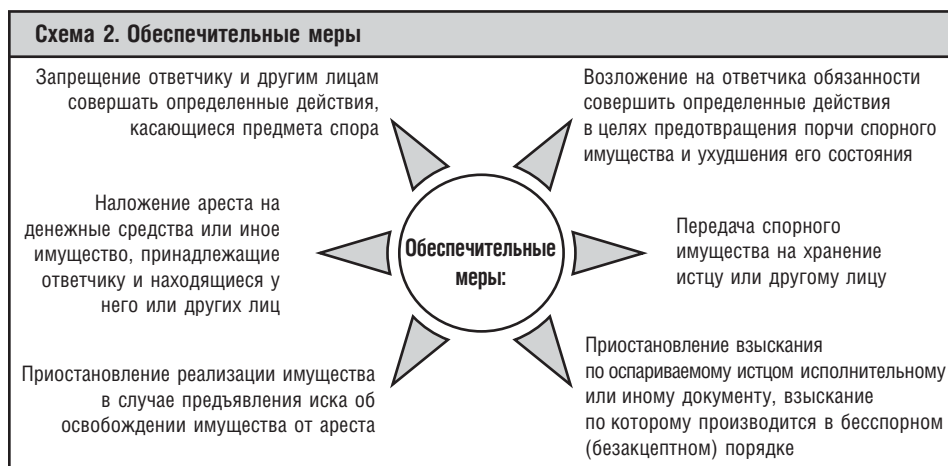 Схема 2. Обеспечительные меры
Запрещение ответчику и другим лицам
совершать определенные действия,
касающиеся предмета спора
Возложение на ответчика обязанности
совершить определенные действия
в целях предотвращения порчи спорного
имущества и ухудшения его состояния
Наложение ареста на
денежные средства или иное
имущество, принадлежащие
ответчику и находящиеся у
него или других лиц
Обеспечительные
меры:
Передача спорного
имущества на хранение
истцу или другому лицу
Приостановление реализации имущества
в случае предъявления иска об
освобождении имущества от ареста
Приостановление взыскания
по оспариваемому истцом исполнительному
или иному документу, взыскание
по которому производится в бесспорном
(безакцептном) порядке